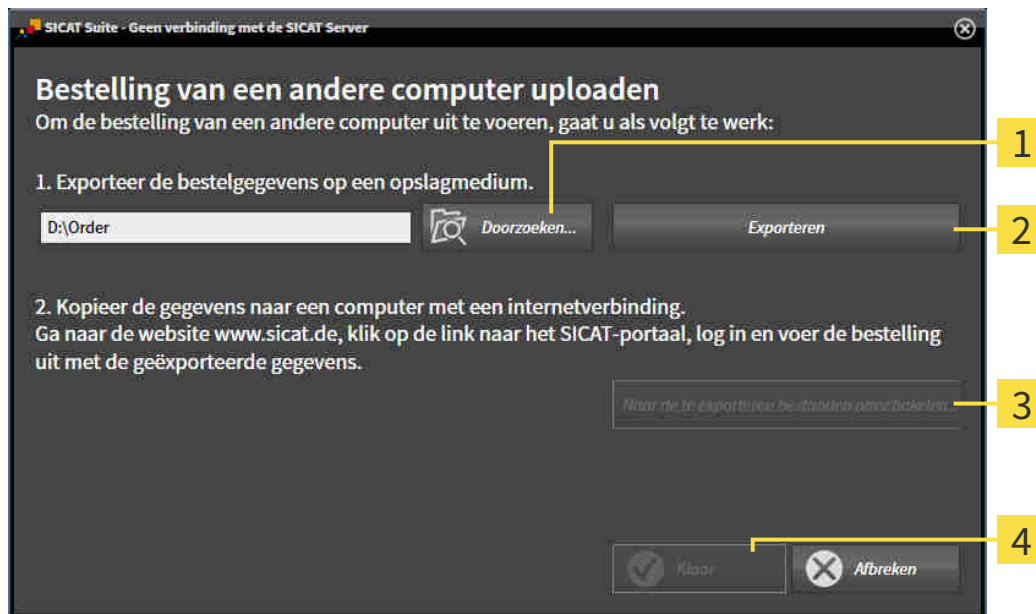 SICAT Suite - Geen verbinding met de SICAT Server
Bestelling van een andere computer uploaden
Om de bestelling van een andere computer uit te voeren, gaat u als volgt te werk:
1
1. Exporteer de bestelgegevens op een opslagmedium.
D:\Order
Doorzoeken...
Exporteren
2
2. Kopieer de gegevens naar een computer met een internetverbinding.
Ga naar de website www.sicat.de, klik op de link naar het SICAT-portaal, log in en voer de bestelling
uit met de geëxporteerde gegevens.
Naar de te exporteren bestanden omschakelen...
3
4
Klaar
Afbreken